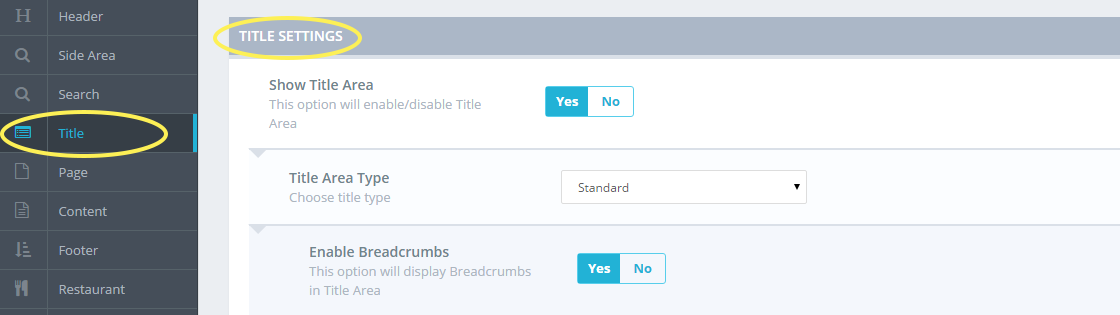 Header
Side Area
Search
Title
Page
Content
Footer
Restaurant
TITLE SETTINGS
Show Title Area
This option will enable/disable Title
Area
Yes No
Title Area Type
Choose title type
Standard
Enable Breadcrumbs
This option will display Breadcrumbs
in Title Area
Yes No